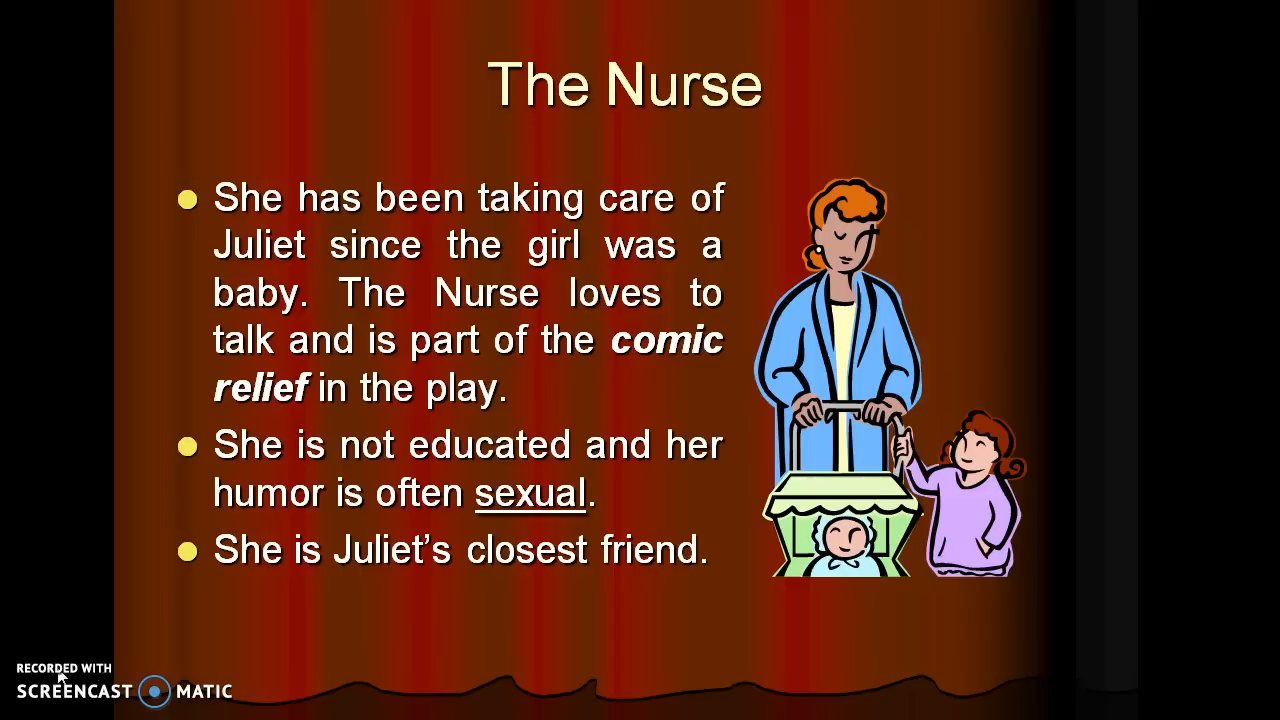 The Nurse
She has been taking care of
Juliet since the girl was a
baby. The Nurse loves to
talk and is part of the comic
relief in the play.
She is not educated and her
humor is often sexual.
She is Juliet's closest friend.
RECORDED WITH
SCREENCAST MATIC